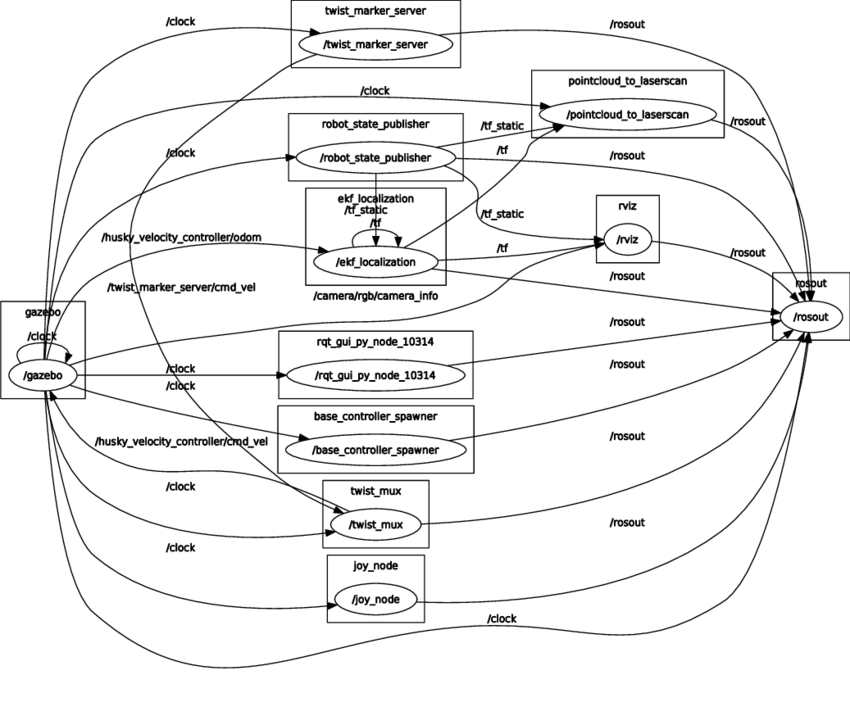 twist_marker_server
/clock
/rosout
/twist_marker_server
pointcloud_to_laserscan
/clock
/pointcloud_to_laserscan
robot_state_publisher
/tf_static
/rosout
/clock
/tf
/rosout
/robot_state_publisher
ekf_localization
/tf_static
rviz
/tf_static
/tf
/husky_velocity_controller/odom
/rviz
/tf
/rosout
/ekf_localization
/rosout
rosout
/twist_marker_server/cmd_vel
/camera/rgb/camera_info
gazebo
/rosout
/rosout
/clock
rqt_gui_py_node_10314
/clock
/rosout
/gazebo
/rqt_gui_py_node_10314
/clock
base_controller_spawner
/rosout
/husky_velocity_controller/cmd_vel
/base_controller_spawner
/clock
twist_mux
/rosout
/twist_mux
/clock
joy_node
/joy_node
/clock